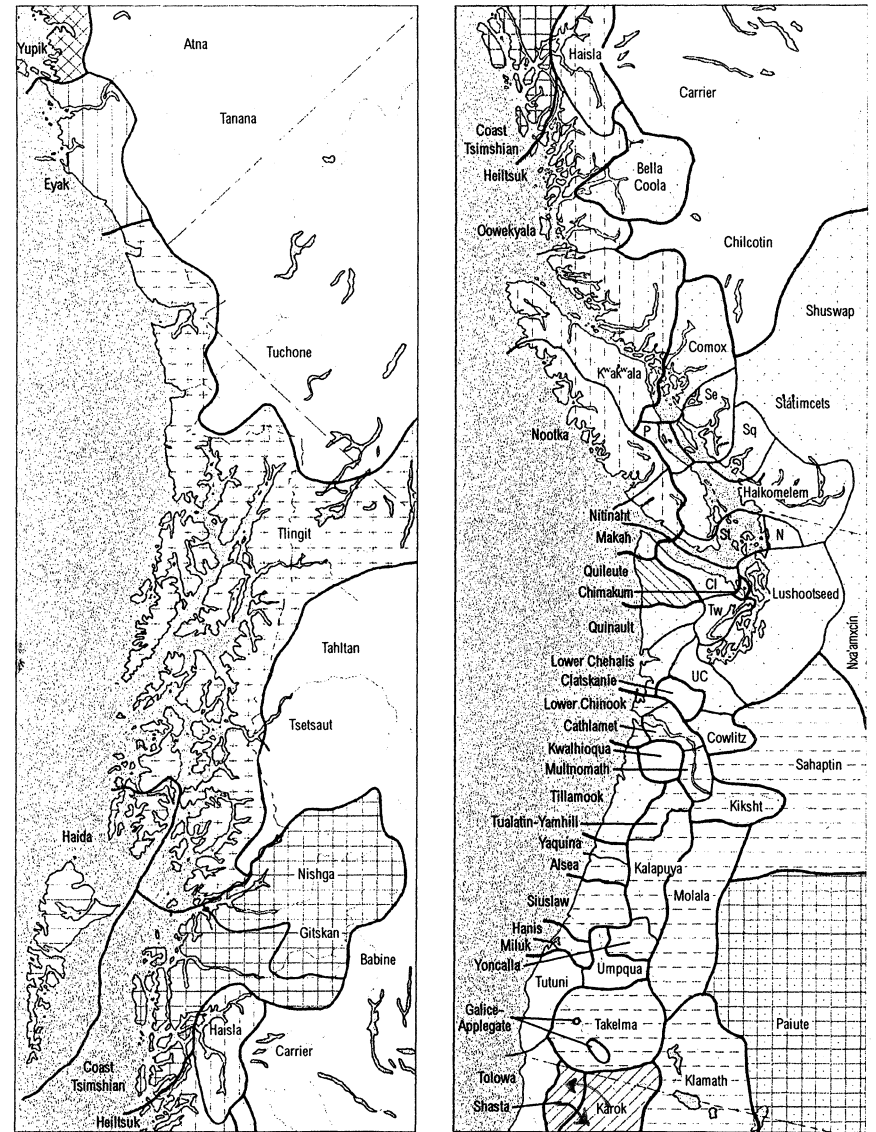 Yupik
Atna
Tanana
Eyak
Tuchone
Tlingit
Tahltan
Tsetsaut
Haida
Nishga
Gitskan
Babine
Haisla
Carrier
Coast
Tsimshian
Heiltsuk
Haisla
Carrier
Coast
Tsimshian
Heiltsuk
Bella
Coola
Oowekyala
Chilcotin
Shuswap
Comox
Kʷakʷala
Se
Statimcets
P
Sq
Nootka
Halkomelem
Nitinaht
St
N
Makah
Quileute
Cl
Chimakum
Lushootseed
Tw
Quinault
Nxa'amxcin
Lower Chehalis
UC
Clatskanie
Lower Chinook
Cathlamet
Cowlitz
Kwalhioqua
Sahaptin
Multnomath
Tillamook
Kiksht
Tualatin-Yamhill
Yaquina
Alsea
Kalapuya
Molala
Siuslaw
Hanis
Miluk
Yoncalla
Umpqua
Tutuni
Galice-
Applegate
Takelma
Paiute
Tolowa
Klamath
Shasta
Karok